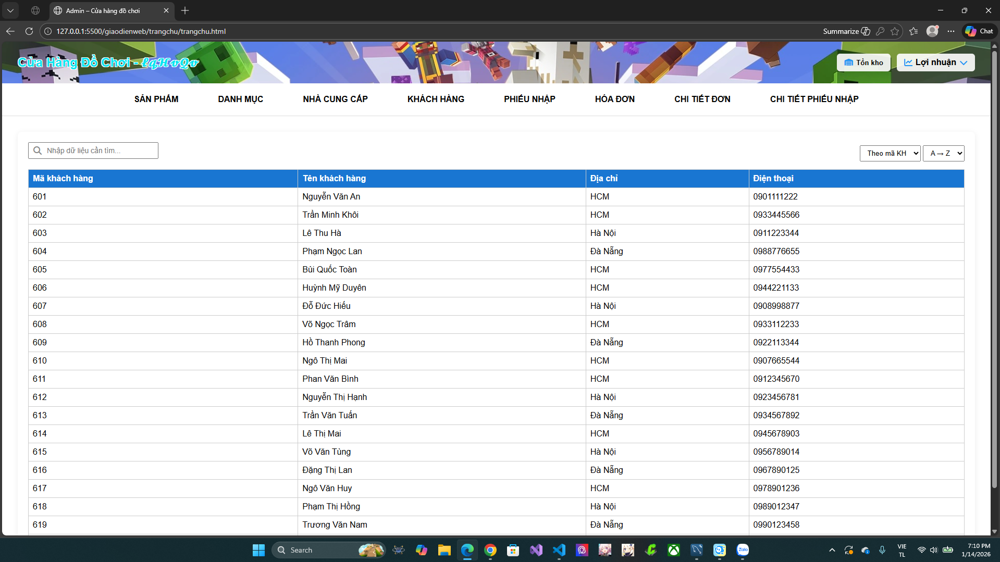 Admin – Cửa hàng đồ chơi
127.0.0.1:5500/giaodienweb/trangchu/trangchu.html
Summarize
Chat
Cửa Hàng Đồ Chơi - 𝓵𝓺𝓗𝓸𝓠𝓸
Tồn kho
Lợi nhuận
SẢN PHẨM DANH MỤC NHÀ CUNG CẤP KHÁCH HÀNG PHIẾU NHẬP HÓA ĐƠN CHI TIẾT ĐƠN CHI TIẾT PHIẾU NHẬP
Nhập dữ liệu cần tìm...
Theo mã KH A → Z
Mã khách hàng Tên khách hàng Địa chỉ Điện thoại
601 Nguyễn Văn An HCM 0901111222
602 Trần Minh Khôi HCM 0933445566
603 Lê Thu Hà Hà Nội 0911223344
604 Phạm Ngọc Lan Đà Nẵng 0988776655
605 Bùi Quốc Toàn HCM 0977554433
606 Huỳnh Mỹ Duyên HCM 0944221133
607 Đỗ Đức Hiếu Hà Nội 0908998877
608 Võ Ngọc Trâm HCM 0933112233
609 Hồ Thanh Phong Đà Nẵng 0922113344
610 Ngô Thị Mai HCM 0907665544
611 Phan Văn Bình HCM 0912345670
612 Nguyễn Thị Hạnh Hà Nội 0923456781
613 Trần Văn Tuấn Đà Nẵng 0934567892
614 Lê Thị Mai HCM 0945678903
615 Võ Văn Tùng Hà Nội 0956789014
616 Đặng Thị Lan Đà Nẵng 0967890125
617 Ngô Văn Huy HCM 0978901236
618 Phạm Thị Hồng Hà Nội 0989012347
619 Trương Văn Nam Đà Nẵng 0990123458
Search
Zalo
VIE
TL
7:10 PM
1/14/2026